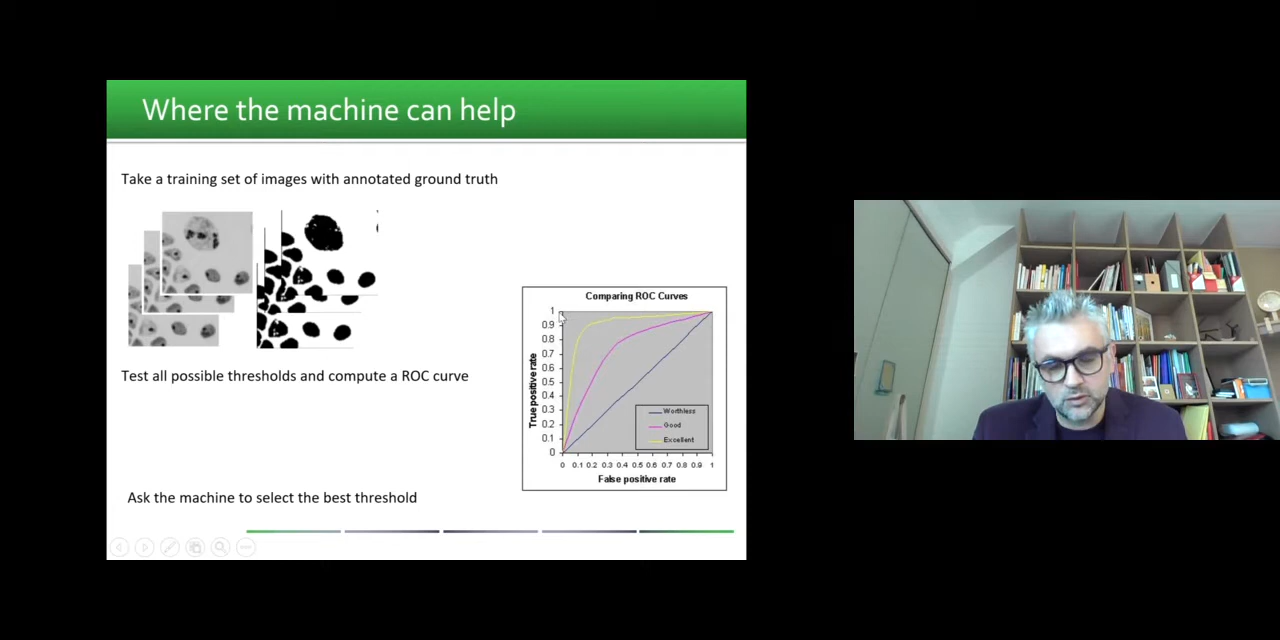 Where the machine can help
Take a training set of images with annotated ground truth
Test all possible thresholds and compute a ROC curve
Ask the machine to select the best threshold
Comparing ROC Curves
True positive rate
1
0.9
0.8
0.7
0.6
0.5
0.4
0.3
0.2
0.1
0
Worthless
Good
Excellent
0 0.1 0.2 0.3 0.4 0.5 0.6 0.7 0.8 0.9 1
False positive rate